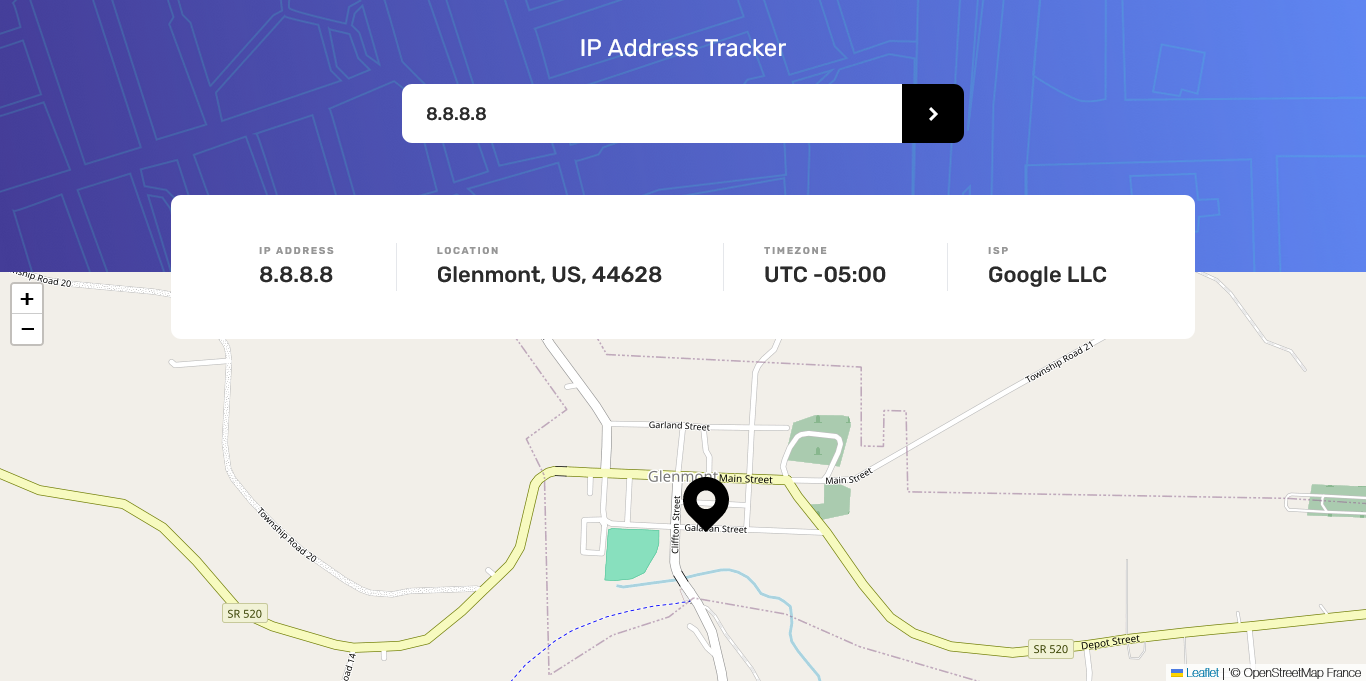 IP Address Tracker
8.8.8.8
IP ADDRESS
8.8.8.8
LOCATION
Glenmont, US, 44628
TIMEZONE
UTC -05:00
ISP
Google LLC
Township Road 20
+
−
Township Road 21
Garland Street
Glenmont
Main Street
Main Street
Cliffton Street
Street
Township Road 20
SR 520
SR 520
Depot Street
Road 14
Leaflet | '© OpenStreetMap France